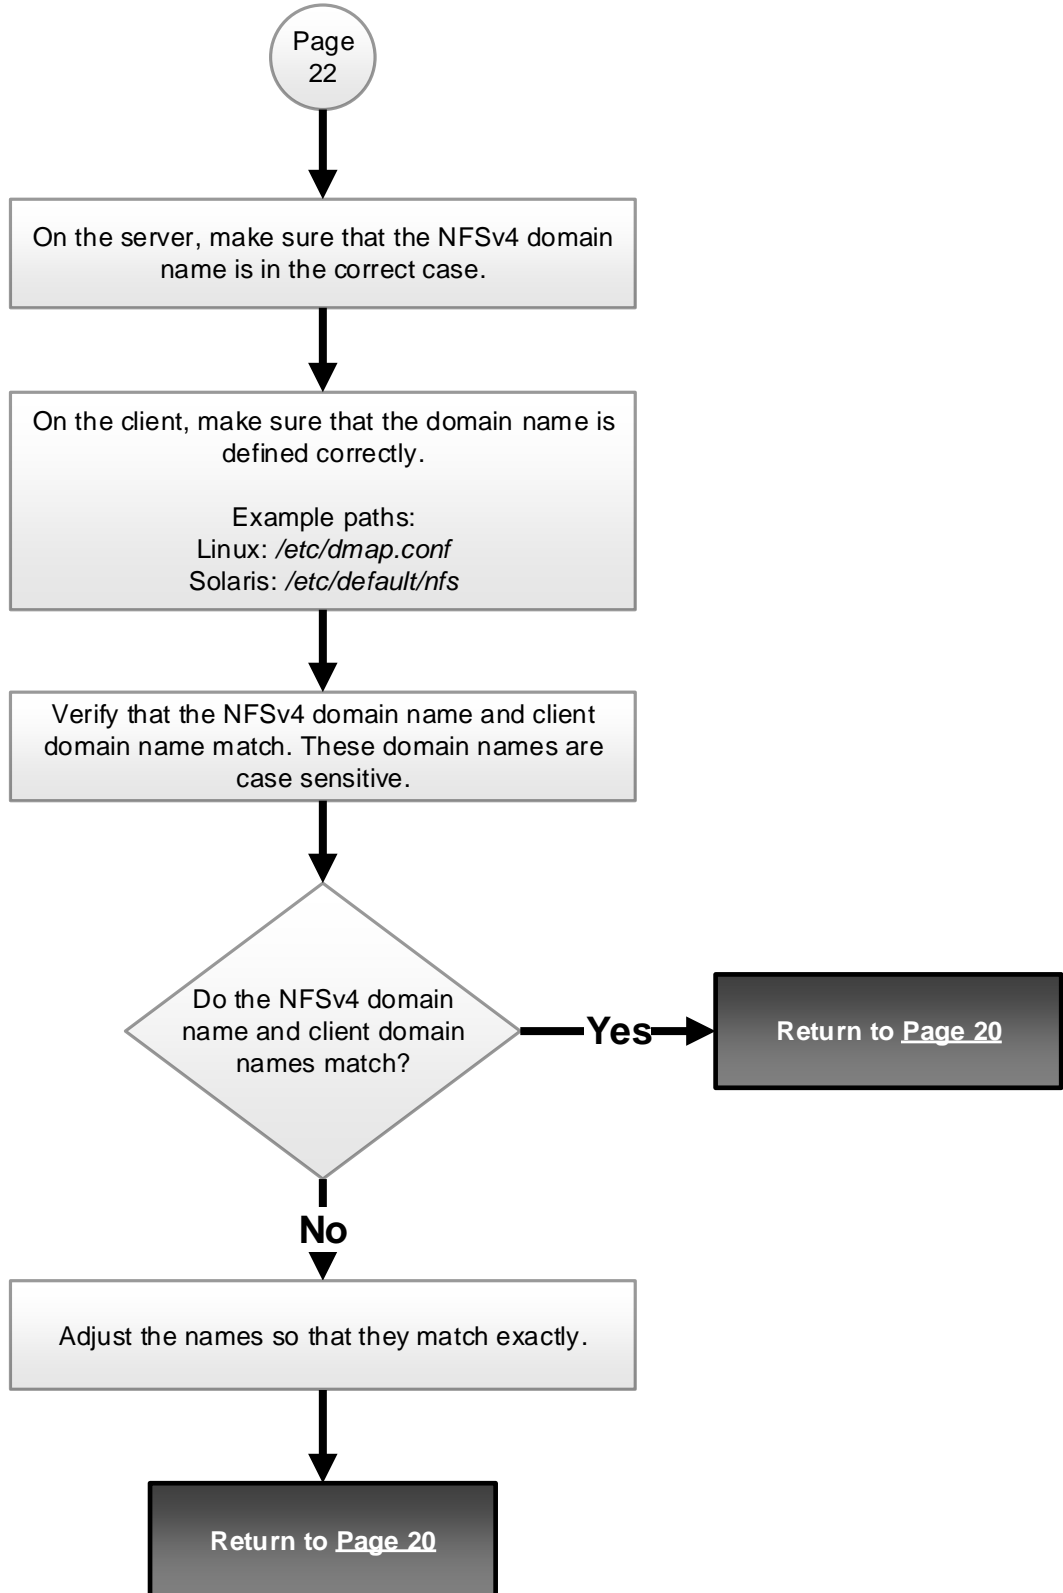 Page
22
On the server, make sure that the NFSv4 domain
name is in the correct case.
On the client, make sure that the domain name is
defined correctly.
Example paths:
Linux: /etc/dmap.conf
Solaris: /etc/default/nfs
Verify that the NFSv4 domain name and client
domain name match. These domain names are
case sensitive.
Do the NFSv4 domain
name and client domain
names match?
Yes
Return to Page 20
No
Adjust the names so that they match exactly.
Return to Page 20